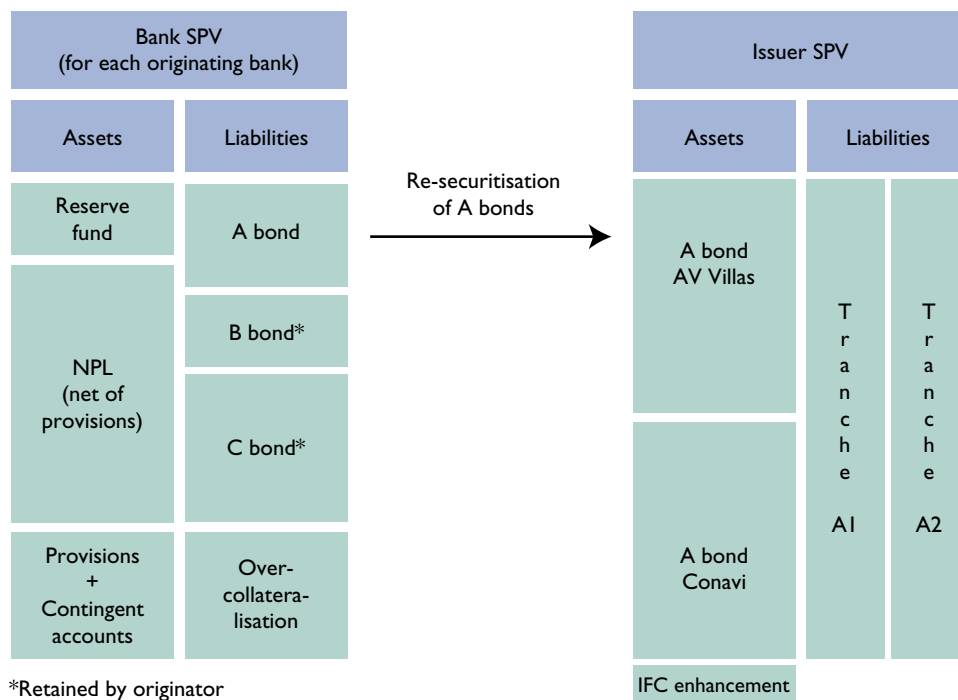 Bank SPV
(for each originating bank)
Assets
Liabilities
Reserve
fund
A bond
B bond*
NPL
(net of
provisions)
C bond*
Provisions
+
Contingent
accounts
Over-
collatera-
lisation
*Retained by originator
Re-securitisation
of A bonds
Issuer SPV
Assets
Liabilities
A bond
AV Villas
A bond
Conavi
IFC enhancement
Tranche
A1
Tranche
A2